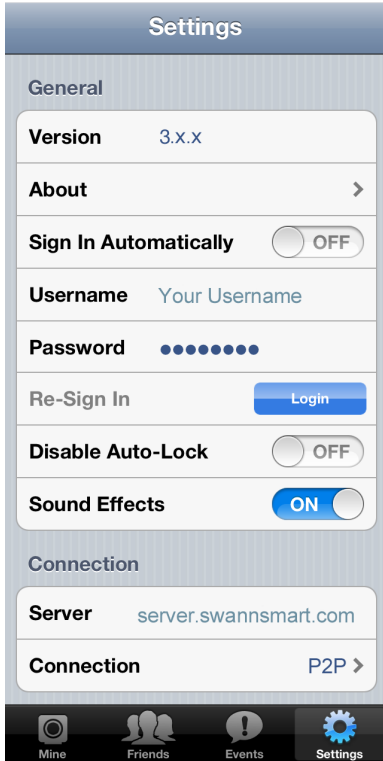 Settings
General
Version 3.x.x
About
Sign In Automatically OFF
Username Your Username
Password ●●●●●●●●
Re-Sign In Login
Disable Auto-Lock OFF
Sound Effects ON
Connection
Server server.swannsmart.com
Connection P2P
Mine Friends Events Settings